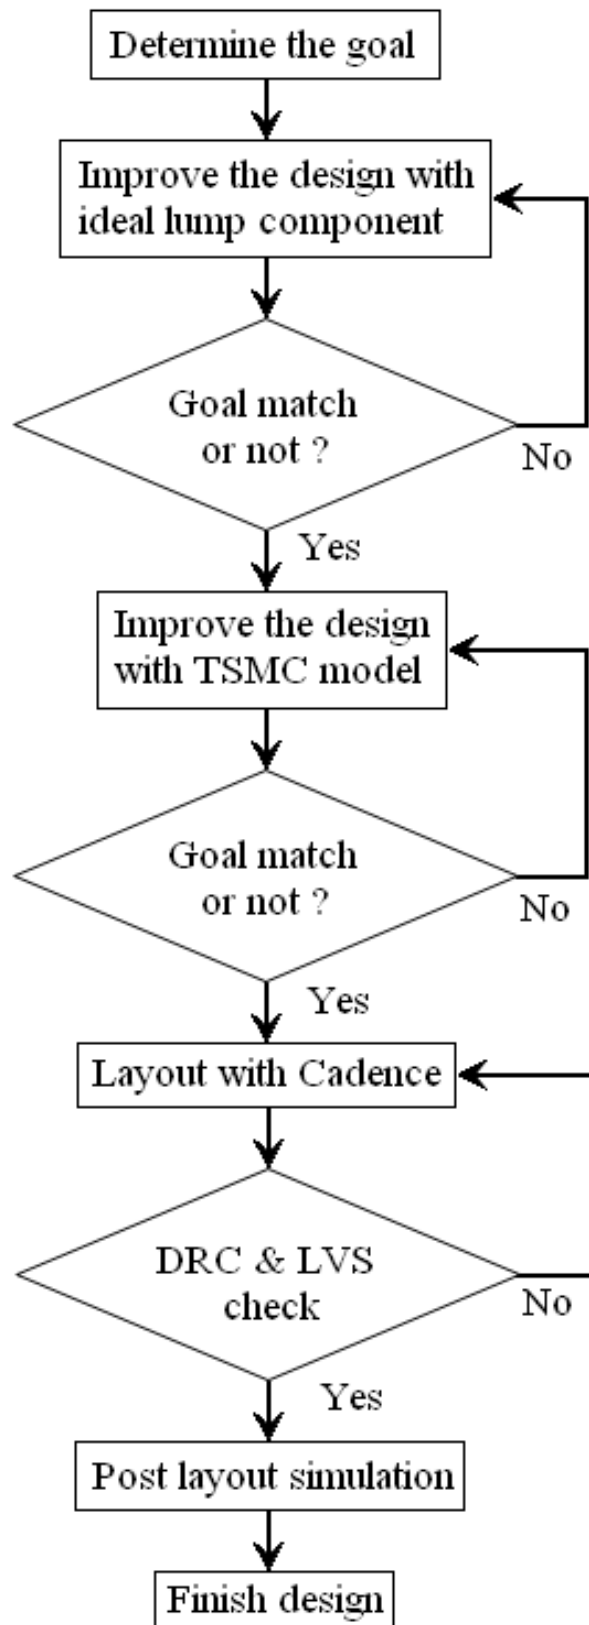 Determine the goal
Improve the design with
ideal lump component
Goal match
or not ?
No
Yes
Improve the design
with TSMC model
Goal match
or not ?
No
Yes
Layout with Cadence
DRC & LVS
check
No
Yes
Post layout simulation
Finish design